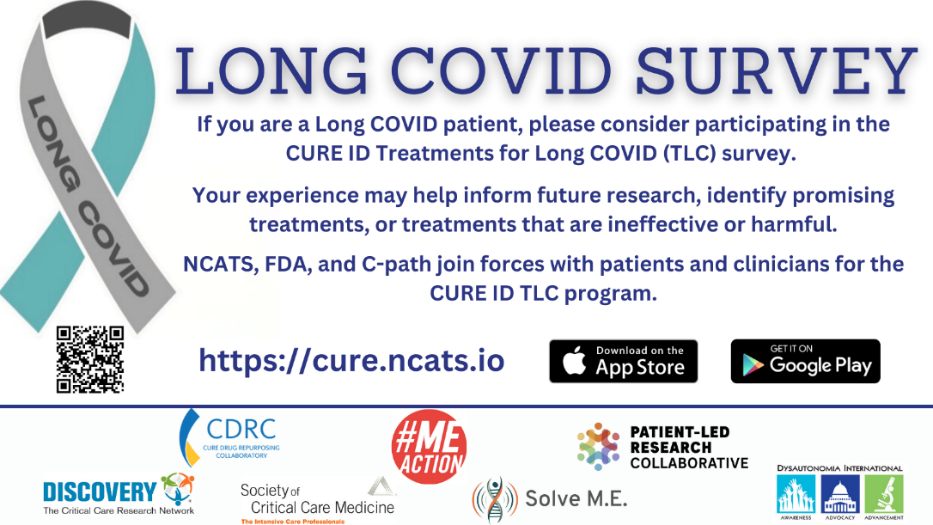 LONG COVID
LONG COVID SURVEY
If you are a Long COVID patient, please consider participating in the
CURE ID Treatments for Long COVID (TLC) survey.
Your experience may help inform future research, identify promising
treatments, or treatments that are ineffective or harmful.
NCATS, FDA, and C-path join forces with patients and clinicians for the
CURE ID TLC program.
https://cure.ncats.io
Download on the
App Store
GET IT ON
Google Play
CDRC
CURE DRUG REPURPOSING
COLLABORATORY
#ME
ACTION
PATIENT-LED
RESEARCH
COLLABORATIVE
DISCOVERY
The Critical Care Research Network
Society of
Critical Care Medicine
The Intensive Care Professionals
Solve M.E.
DYSAUTONOMIA INTERNATIONAL
AWARENESS ADVOCACY ADVANCEMENT